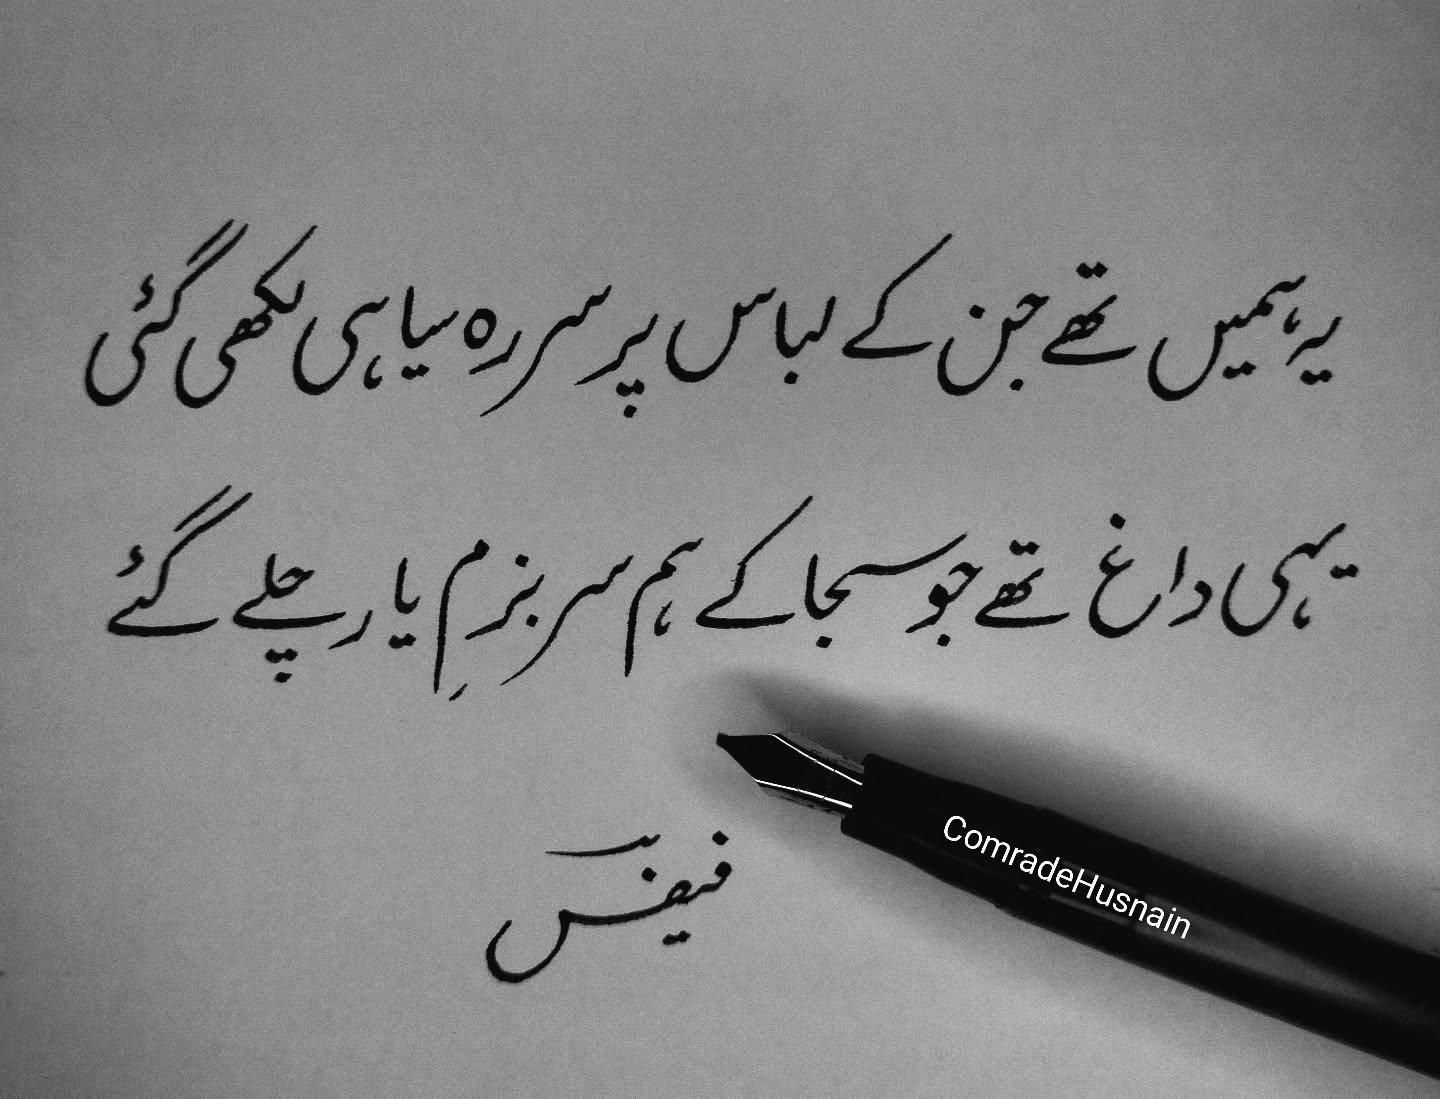 یہ ہمیں تھے جن کے لباس پر سر رہ سیاہی لکھی گئی
یہی داغ تھے جو سجا کے ہم سر بزمِ یار چلے گئے
فیض
ComradeHusnain